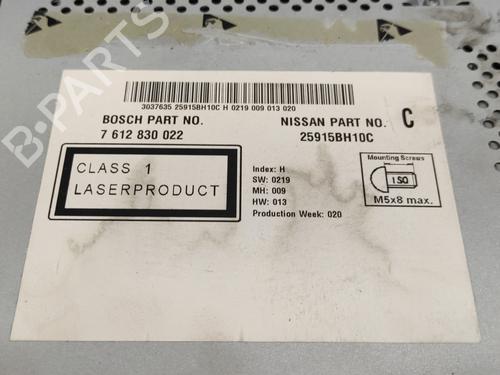 B-PARTS
3037635 25915BH10C H 0219 009 013 020
BOSCH PART NO.
7 612 830 022
NISSAN PART NO.
25915BH10C
C
CLASS 1
LASERPRODUCT
Index: H
SW: 0219
MH: 009
HW: 013
Production Week: 020
Mounting Screws
ISO
M5x8 max.